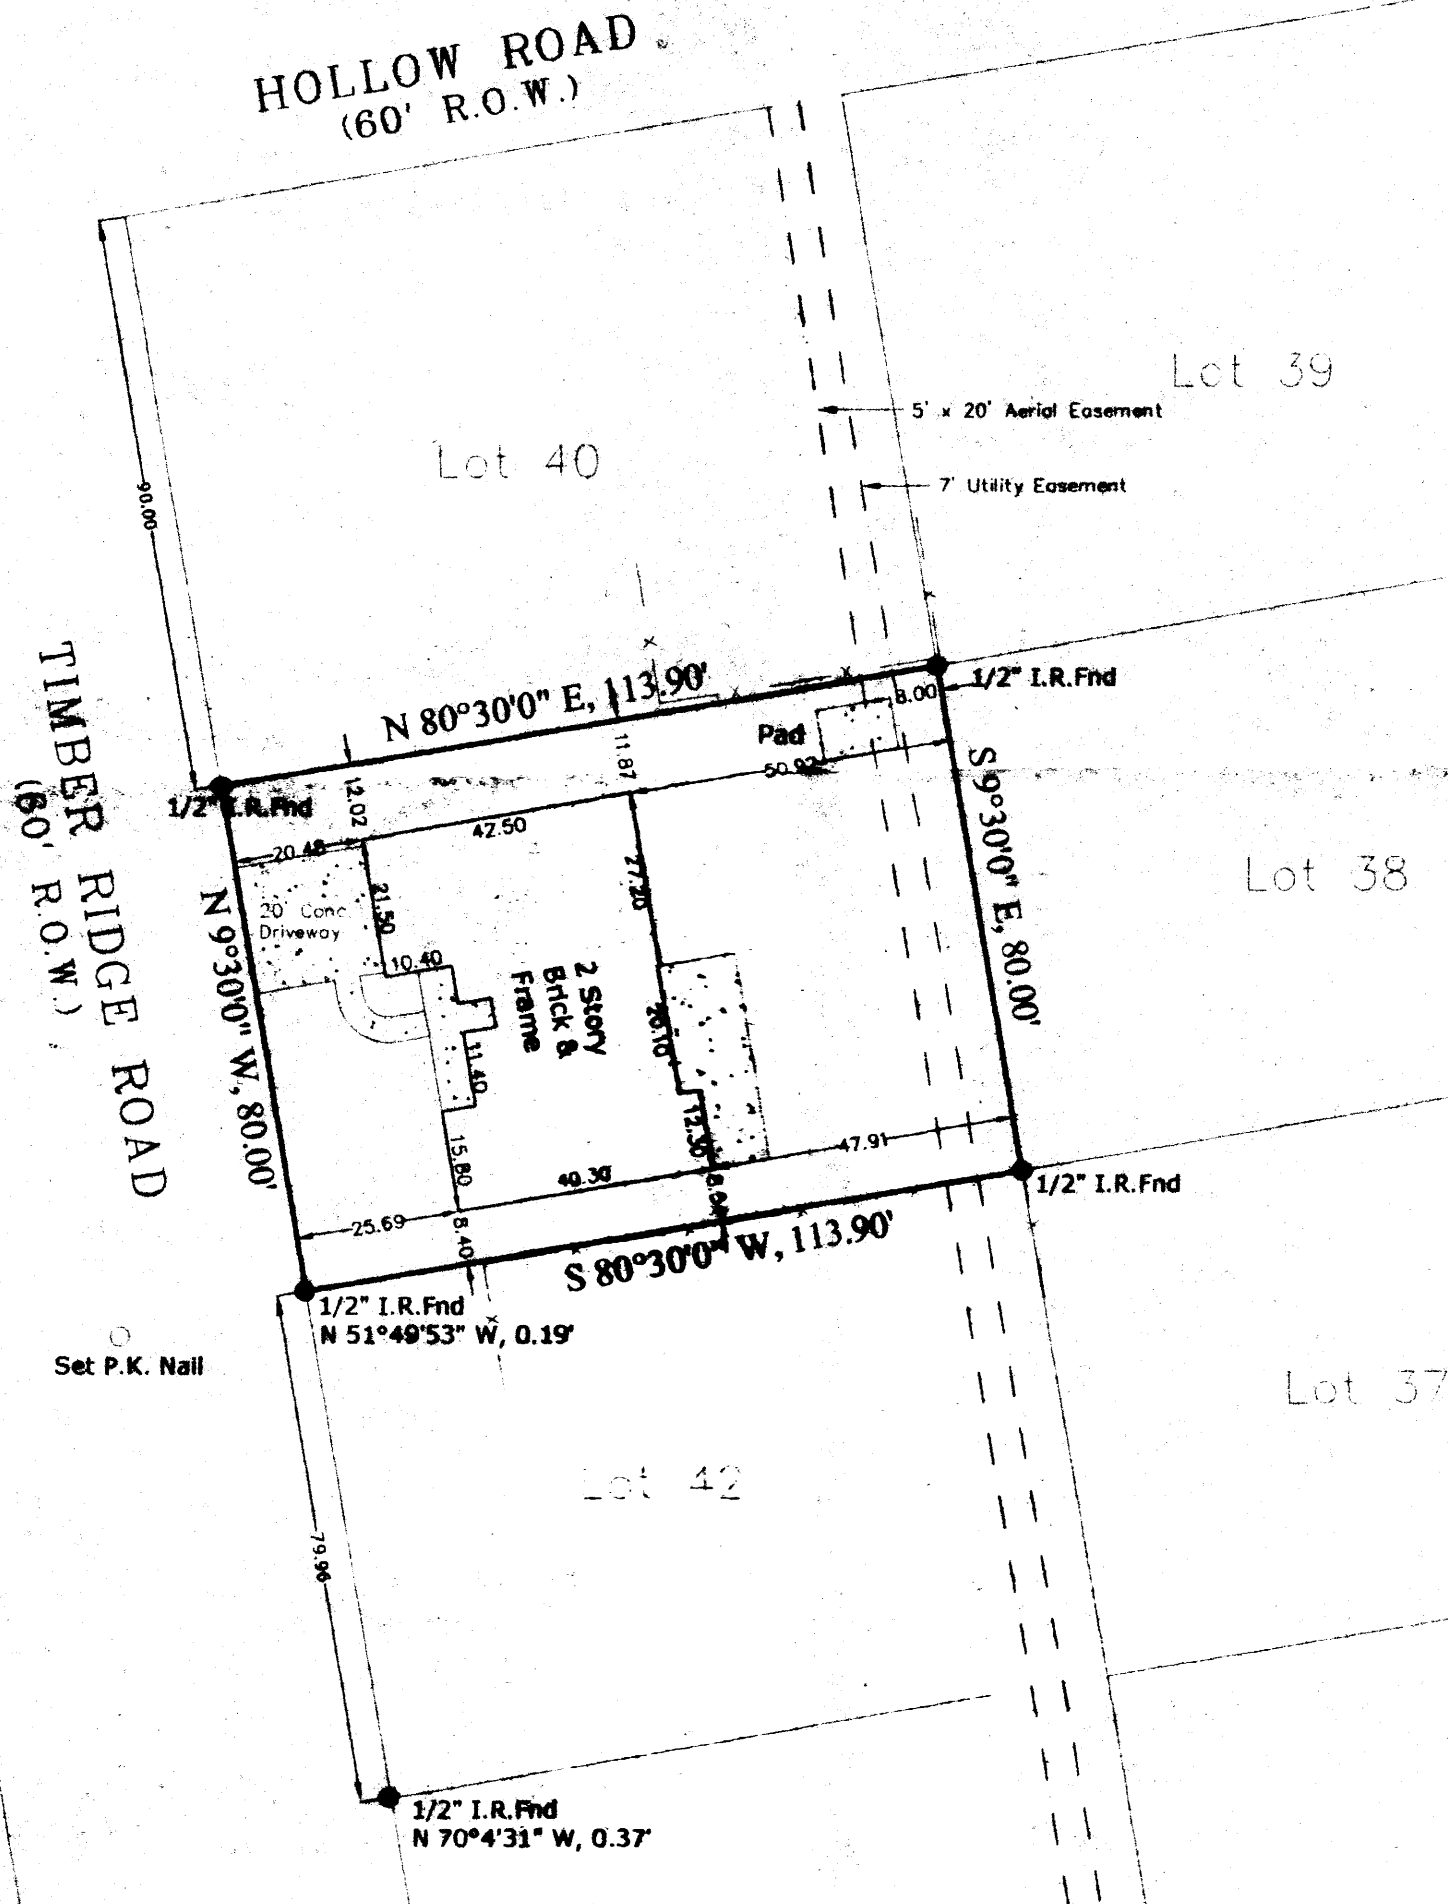 HOLLOW ROAD
(60' R.O.W.)
Lot 39
5' x 20' Aerial Easement
Lot 40
7' Utility Easement
90.00
TIMBER RIDGE ROAD
(60' R.O.W.)
N 80°30'0" E, 113.90'
1/2" I.R.Fnd
8.00
Pad
11.87
50.92
1/2" I.R.Fnd
12.02
42.50
20.48
S 9°30'0" E, 80.00'
27.20
21.50
Lot 38
20' Conc.
Driveway
N 9°30'0" W, 80.00'
10.40
2 Story
Brick &
Frame
26.10
11.40
12.30
15.80
47.91
40.30
1/2" I.R.Fnd
25.69
8.40
S 80°30'0" W, 113.90'
1/2" I.R.Fnd
N 51°49'53" W, 0.19'
Set P.K. Nail
Lot 37
Lot 42
79.96
1/2" I.R.Fnd
N 70°4'31" W, 0.37'